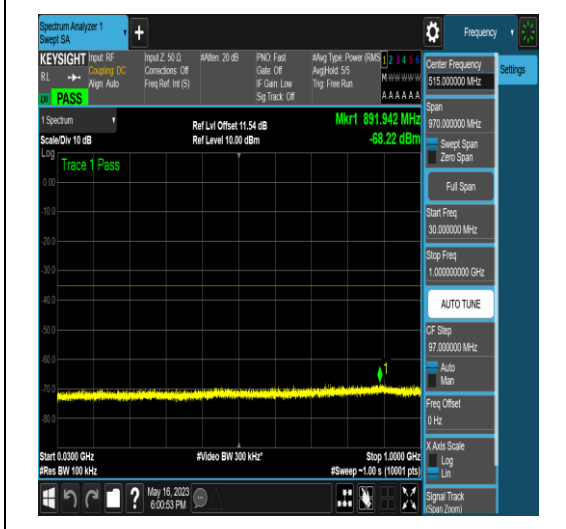 Spectrum Analyzer 1
Swept SA
+
Frequency
KEYSIGHT
RL
Input: RF
Coupling: DC
Align: Auto
Input Z: 50 Ω
Corrections: Off
Freq Ref: Int (S)
#Atten: 20 dB
PNO: Fast
Gate: Off
IF Gain: Low
Sig Track: Off
#Avg Type: Power (RMS
Avg|Hold: 5/5
Trig: Free Run
1 2 3 4 5 6
M W W W W W
A A A A A A
PASS
1 Spectrum
Scale/Div 10 dB
Ref Lvl Offset 11.54 dB
Ref Level 10.00 dBm
Mkr1 891.942 MHz
-68.22 dBm
Log
Trace 1 Pass
0.00
-10.0
-20.0
-30.0
-40.0
-50.0
-60.0
-70.0
-80.0
1
Start 0.0300 GHz
#Res BW 100 kHz
#Video BW 300 kHz*
Stop 1.0000 GHz
#Sweep ~1.00 s (10001 pts)
May 16, 2023
6:00:53 PM
?
Center Frequency
515.000000 MHz
Settings
Span
970.000000 MHz
Swept Span
Zero Span
Full Span
Start Freq
30.000000 MHz
Stop Freq
1.000000000 GHz
AUTO TUNE
CF Step
97.000000 MHz
Auto
Man
Freq Offset
0 Hz
X Axis Scale
Log
Lin
Signal Track
(Span Zoom)